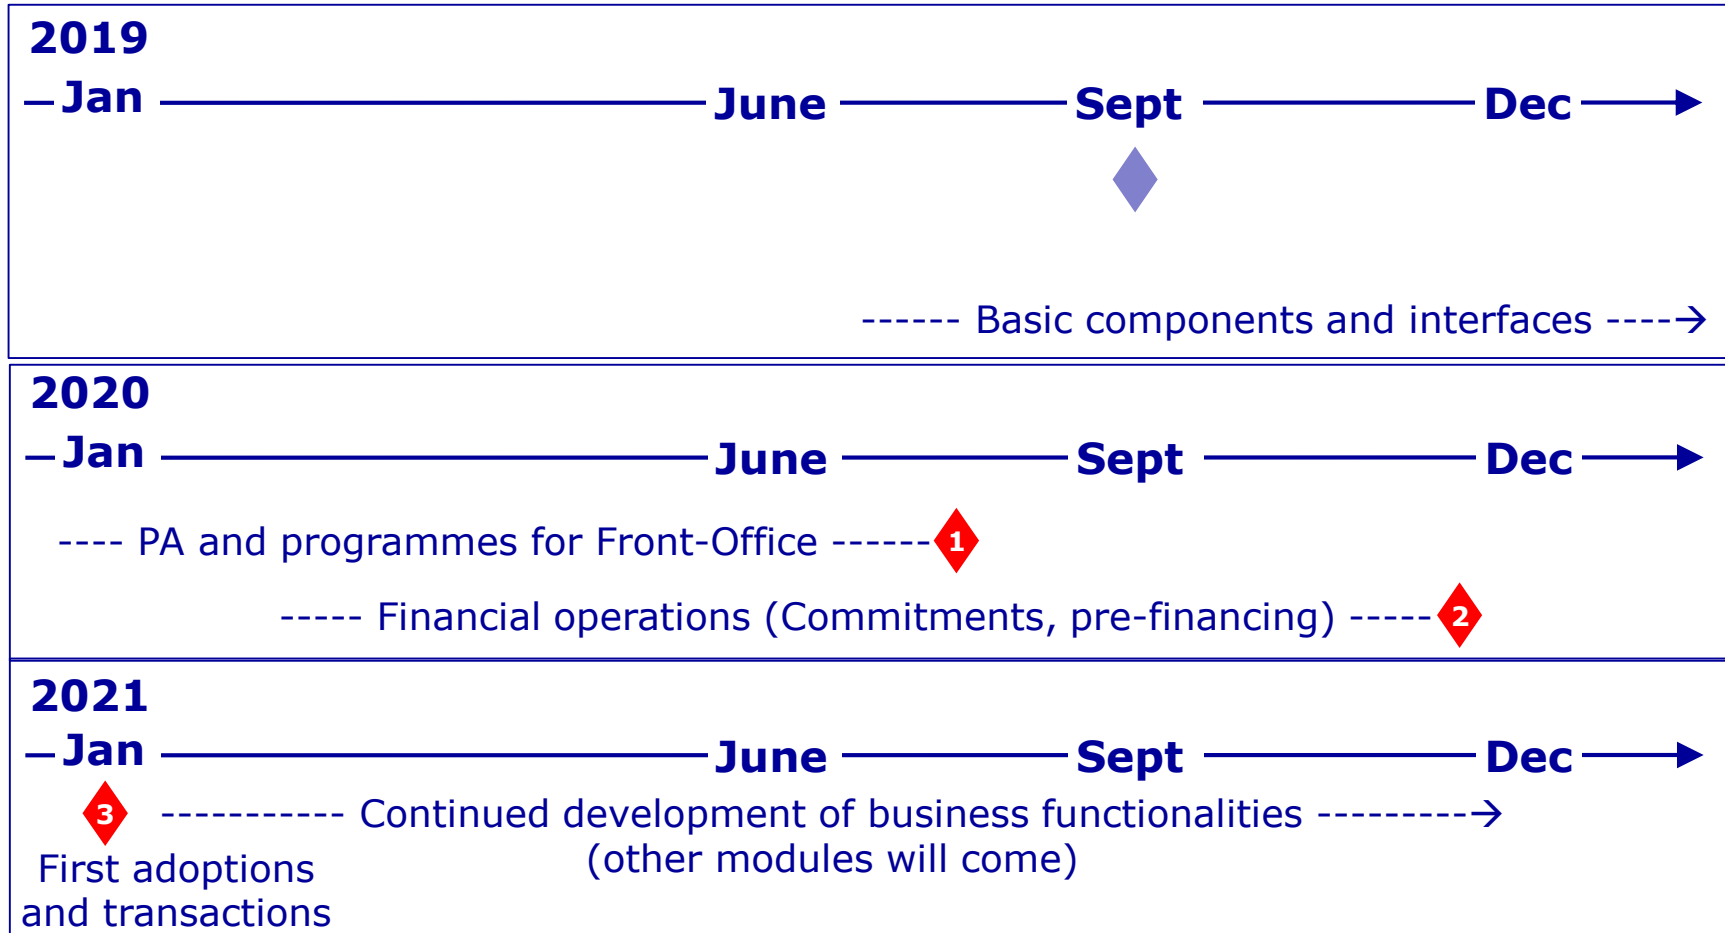 2019
Jan June Sept Dec
------ Basic components and interfaces ----→
2020
Jan June Sept Dec
---- PA and programmes for Front-Office ------ 1
----- Financial operations (Commitments, pre-financing) ----- 2
2021
Jan June Sept Dec
3 ----------- Continued development of business functionalities ---------→
(other modules will come)
First adoptions
and transactions